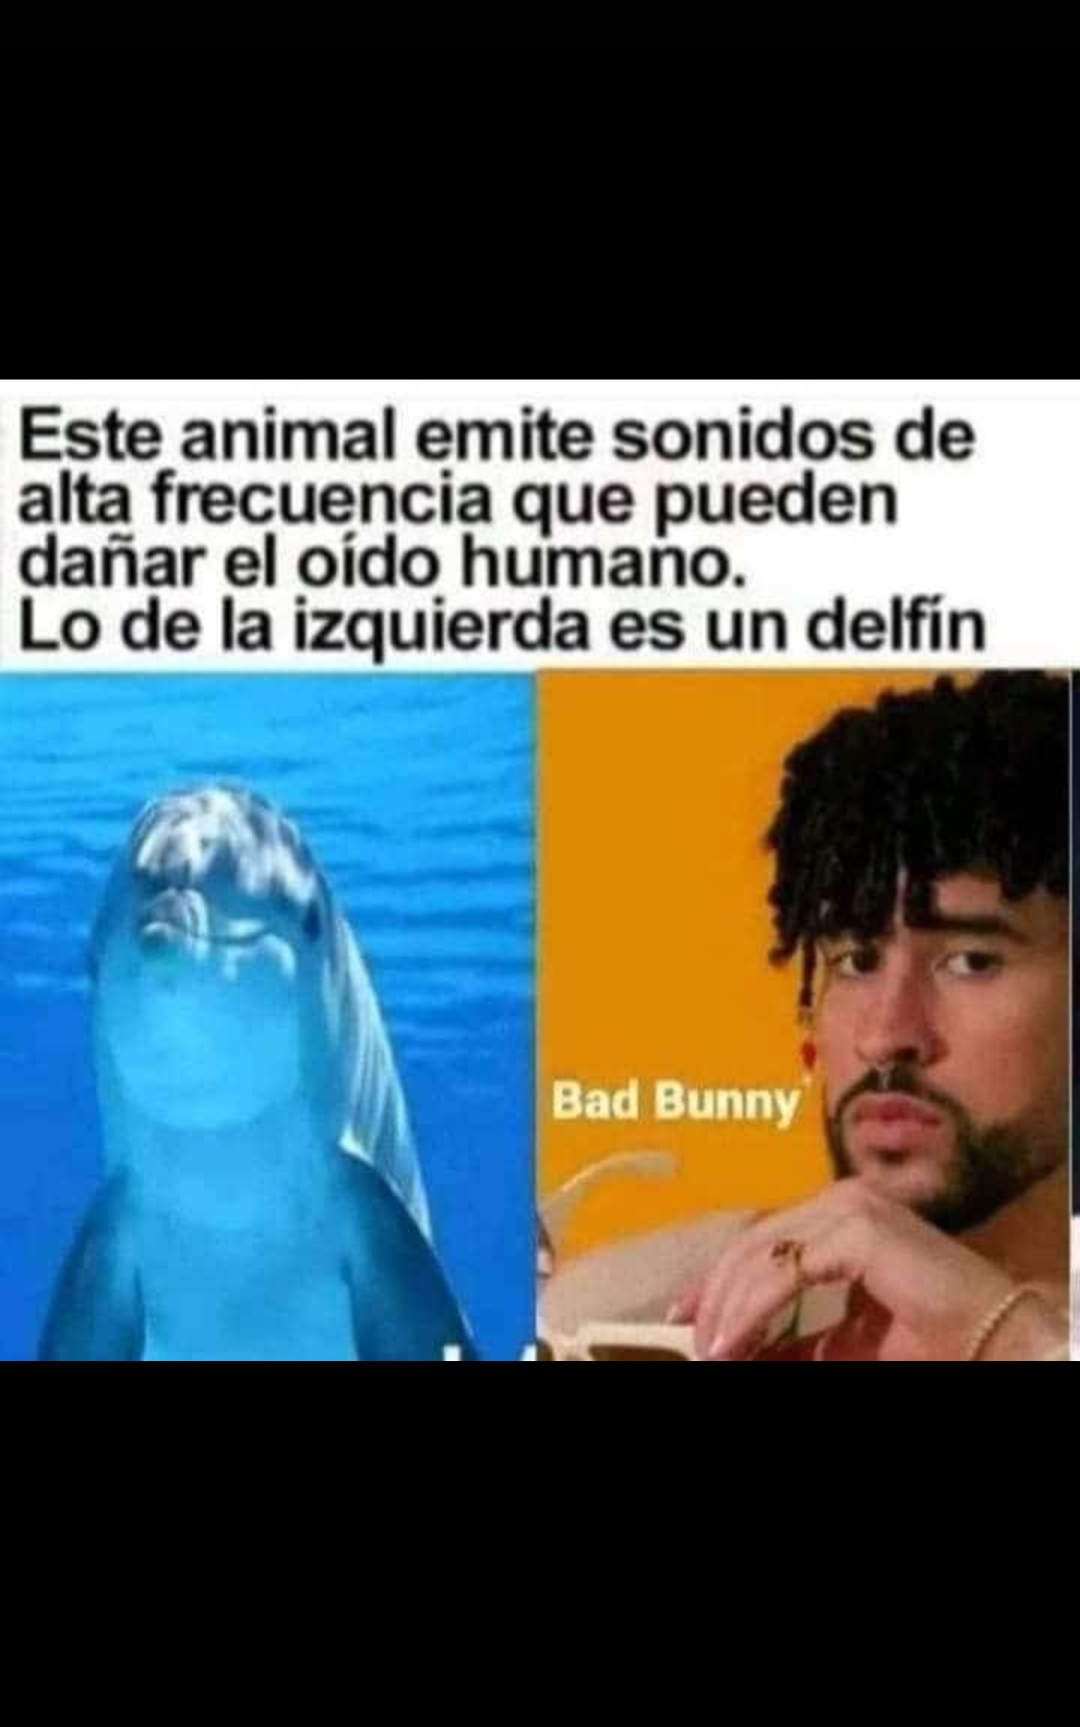 Este animal emite sonidos de
alta frecuencia que pueden
dañar el oído humano.
Lo de la izquierda es un delfín
Bad Bunny